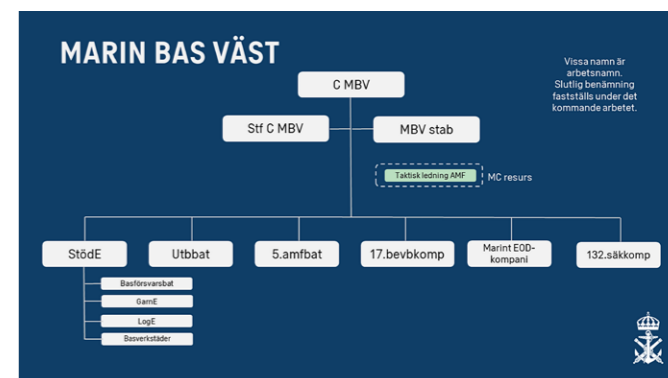 MARIN BAS VÄST
Vissa namn är
arbetsnamn.
Slutlig benämning
fastställs under det
kommande arbetet.
C MBV
Stf C MBV
MBV stab
Taktisk ledning AMF
MC resurs
StödE
Utbbat
5.amfbat
17.bevbkomp
Marint EOD-
kompani
132.säkkomp
Basförsvarsbat
GarnE
LogE
Basverkstäder